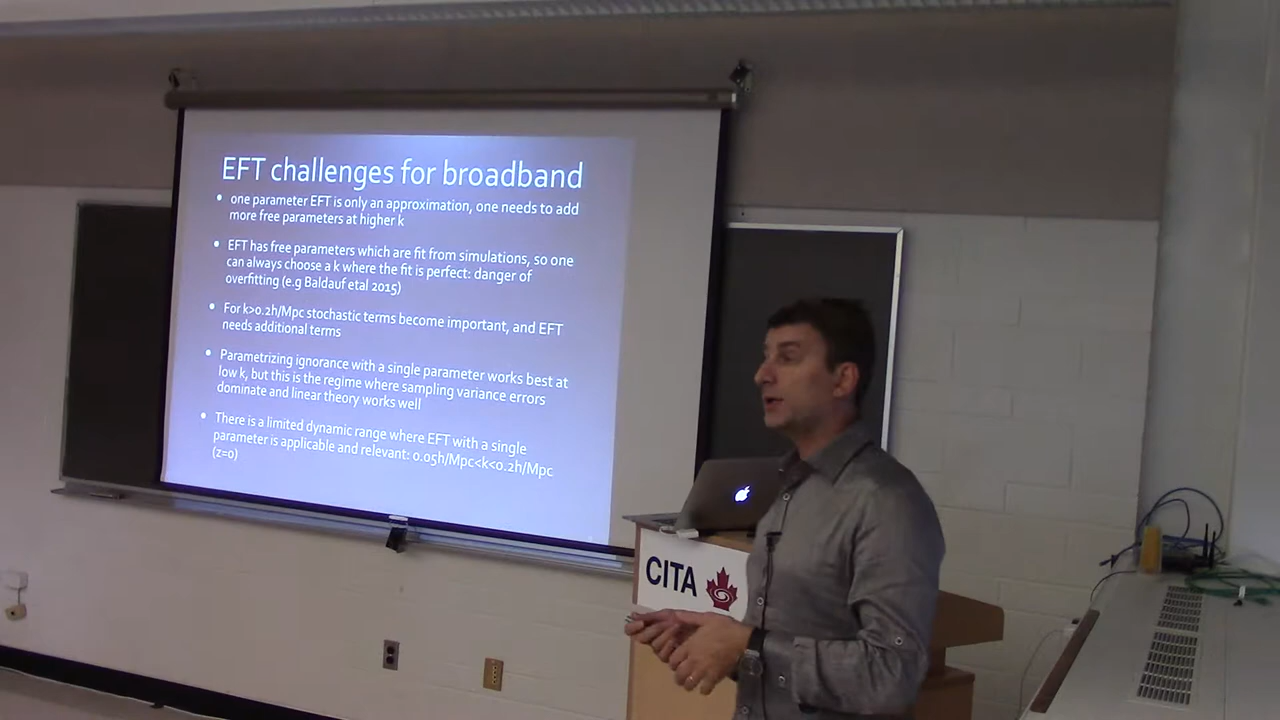 EFT challenges for broadband
• one parameter EFT is only an approximation, one needs to add
more free parameters at higher k
• EFT has free parameters which are fit from simulations, so one
can always choose a k where the fit is perfect: danger of
overfitting (e.g Baldauf etal 2015)
• For k>0.2h/Mpc stochastic terms become important, and EFT
needs additional terms
• Parametrizing ignorance with a single parameter works best at
low k, but this is the regime where sampling variance errors
dominate and linear theory works well
• There is a limited dynamic range where EFT with a single
parameter is applicable and relevant: 0.05h/Mpc<k<0.2h/Mpc
(z=0)
CITA